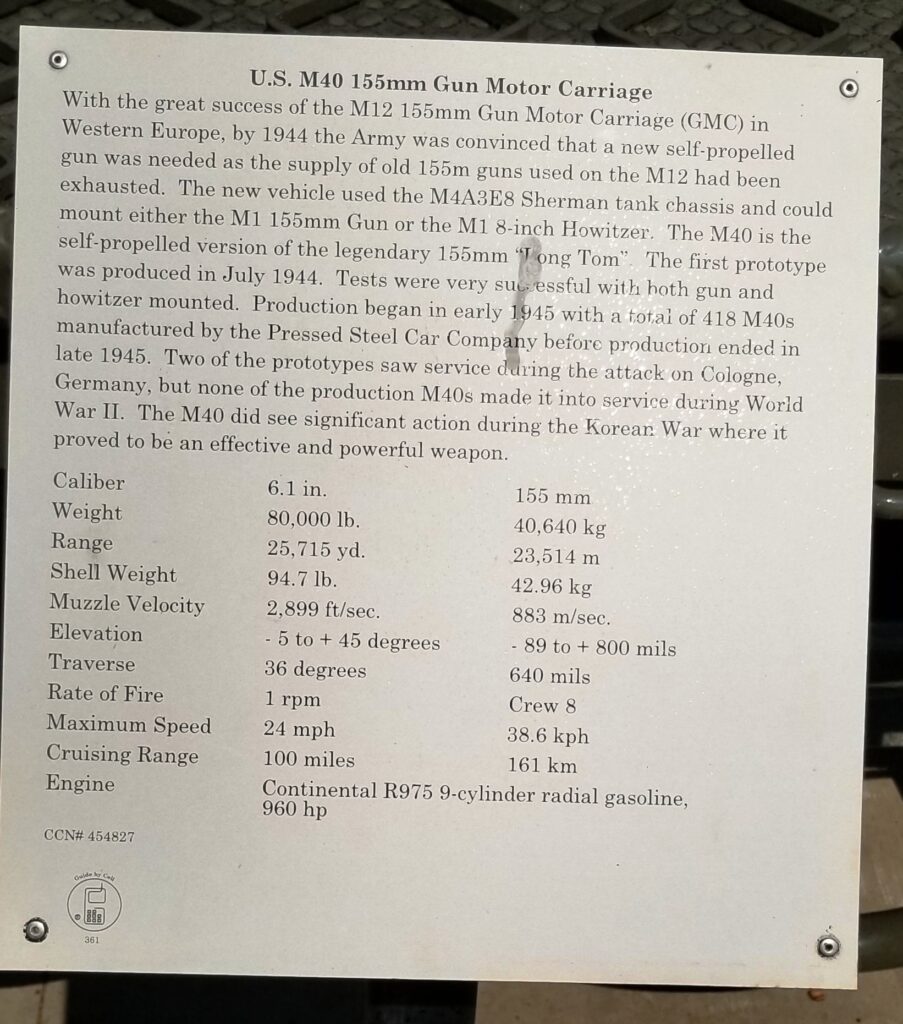 U.S. M40 155mm Gun Motor Carriage
With the great success of the M12 155mm Gun Motor Carriage (GMC) in
Western Europe, by 1944 the Army was convinced that a new self-propelled
gun was needed as the supply of old 155m guns used on the M12 had been
exhausted. The new vehicle used the M4A3E8 Sherman tank chassis and could
mount either the M1 155mm Gun or the M1 8-inch Howitzer. The M40 is the
self-propelled version of the legendary 155mm "Long Tom". The first prototype
was produced in July 1944. Tests were very successful with both gun and
howitzer mounted. Production began in early 1945 with a total of 418 M40s
manufactured by the Pressed Steel Car Company before production ended in
late 1945. Two of the prototypes saw service during the attack on Cologne,
Germany, but none of the production M40s made it into service during World
War II. The M40 did see significant action during the Korean War where it
proved to be an effective and powerful weapon.
Caliber 6.1 in. 155 mm
Weight 80,000 lb. 40,640 kg
Range 25,715 yd. 23,514 m
Shell Weight 94.7 lb. 42.96 kg
Muzzle Velocity 2,899 ft/sec. 883 m/sec.
Elevation - 5 to + 45 degrees - 89 to + 800 mils
Traverse 36 degrees 640 mils
Rate of Fire 1 rpm Crew 8
Maximum Speed 24 mph 38.6 kph
Cruising Range 100 miles 161 km
Engine Continental R975 9-cylinder radial gasoline,
960 hp
CCN# 454827
Guide by Cell
361